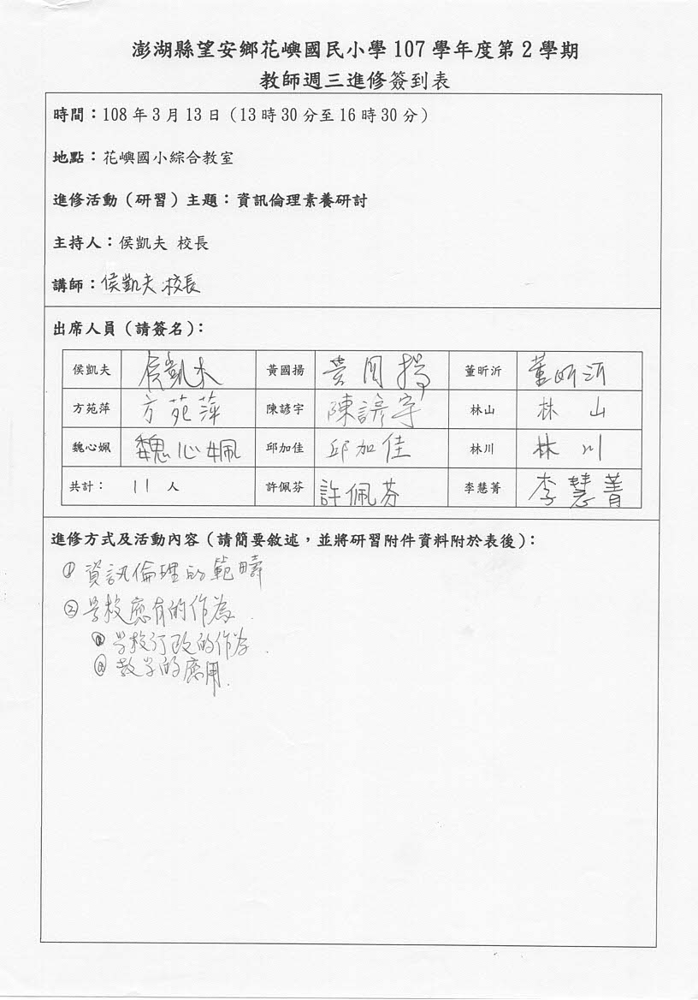 澎湖縣望安鄉花嶼國民小學 107 學年度第 2 學期
教師週三進修簽到表
時間：108 年 3 月 13 日（13 時 30 分至 16 時 30 分）
地點：花嶼國小綜合教室
進修活動（研習）主題：資訊倫理素養研討
主持人：侯凱夫 校長
講師：侯凱夫 校長
出席人員（請簽名）：
侯凱夫 侯凱夫 黃國揚 黃国揚 董昕沂 董昕沂
方苑萍 方苑萍 陳諺宇 陳諺宇 林山 林山
魏心姵 魏心姵 邱加佳 邱加佳 林川 林川
共計： 11 人 許佩芬 許佩芬 李慧菁 李慧菁
進修方式及活動內容（請簡要敘述，並將研習附件資料附於表後）：
① 資訊倫理的範疇
② 学校應有的作為.
① 学校行政的作為.
② 教学的應用.